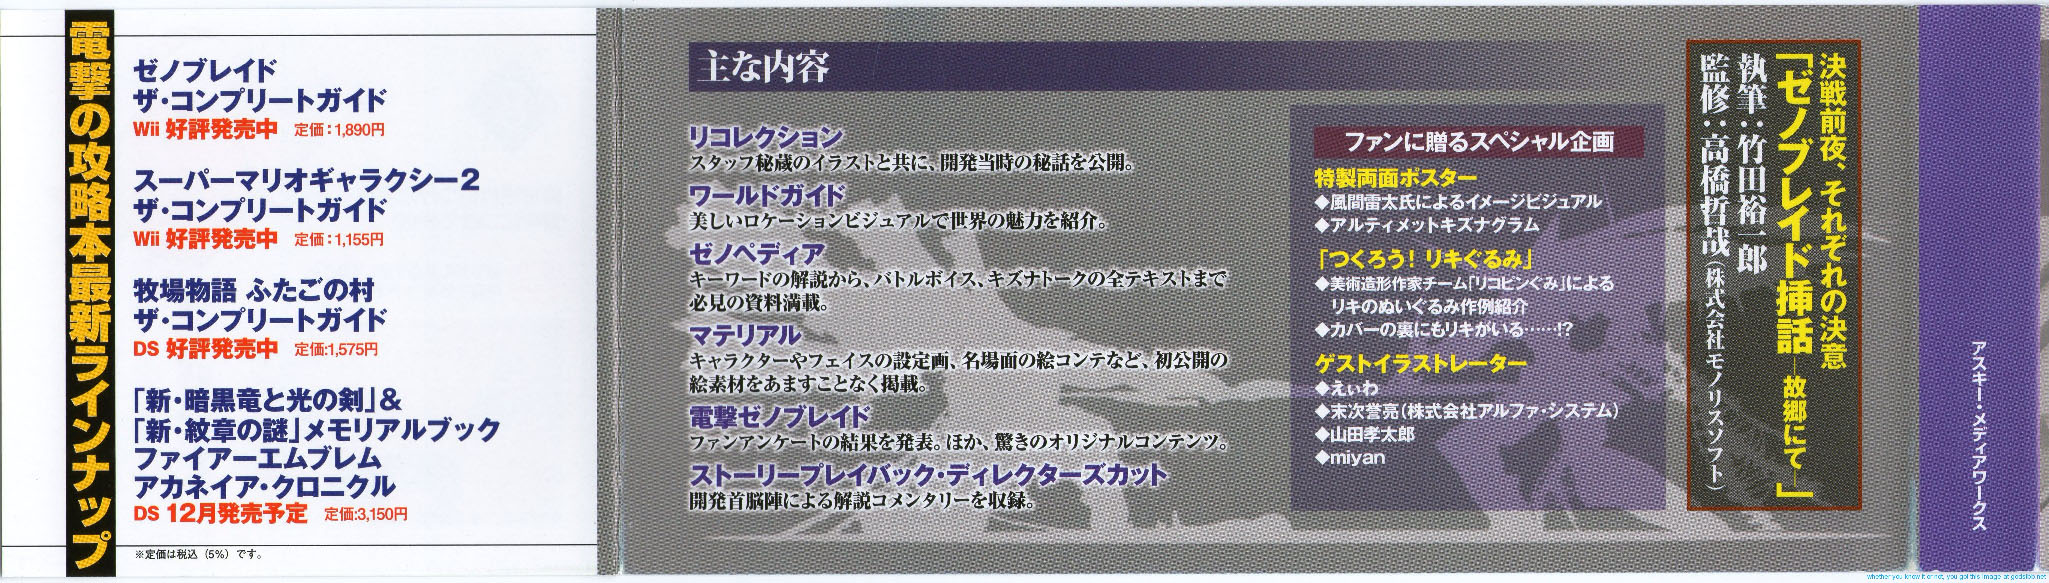 電撃の攻略本最新ラインナップ
ゼノブレイド
ザ・コンプリートガイド
Wii 好評発売中 定価：1,890円
スーパーマリオギャラクシー2
ザ・コンプリートガイド
Wii 好評発売中 定価：1,155円
牧場物語 ふたごの村
ザ・コンプリートガイド
DS 好評発売中 定価:1,575円
「新・暗黒竜と光の剣」&
「新・紋章の謎」メモリアルブック
ファイアーエムブレム
アカネイア・クロニクル
DS 12月発売予定 定価:3,150円
※定価は税込（5%）です。
主な内容
リコレクション
スタッフ秘蔵のイラストと共に、開発当時の秘話を公開。
ワールドガイド
美しいロケーションビジュアルで世界の魅力を紹介。
ゼノペディア
キーワードの解説から、バトルボイス、キズナトークの全テキストまで
必見の資料満載。
マテリアル
キャラクターやフェイスの設定画、名場面の絵コンテなど、初公開の
絵素材をあますことなく掲載。
電撃ゼノブレイド
ファンアンケートの結果を発表。ほか、驚きのオリジナルコンテンツ。
ストーリープレイバック・ディレクターズカット
開発首脳陣による解説コメンタリーを収録。
ファンに贈るスペシャル企画
特製両面ポスター
◆風間雷太氏によるイメージビジュアル
◆アルティメットキズナグラム
「つくろう！リキぐるみ」
◆美術造形作家チーム「リコピンぐみ」による
リキのぬいぐるみ作例紹介
◆カバーの裏にもリキがいる……!?
ゲストイラストレーター
◆えぃわ
◆末次誉亮（株式会社アルファ・システム）
◆山田孝太郎
◆miyan
決戦前夜、それぞれの決意
「ゼノブレイド挿話―故郷にて―」
執筆：竹田裕一郎
監修：高橋哲哉（株式会社モノリスソフト）
アスキー・メディアワークス
whether you know it or not, you got this image at godsibb.net